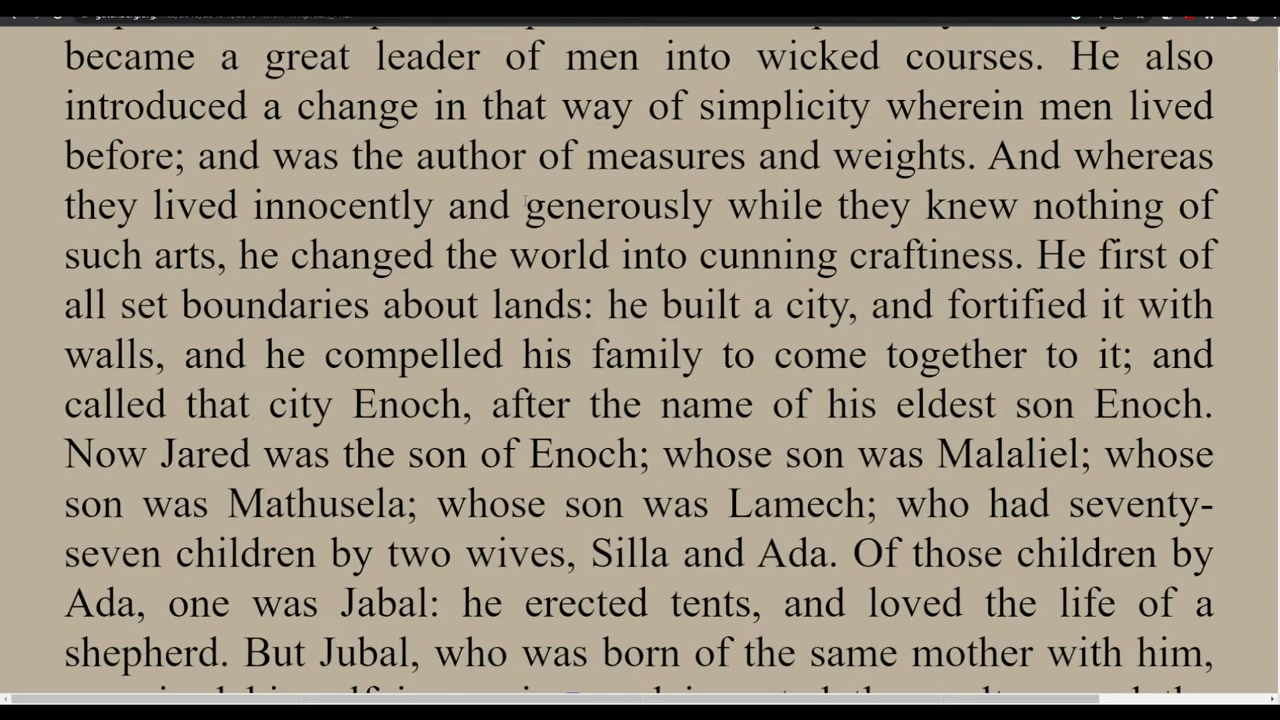 became a great leader of men into wicked courses. He also
introduced a change in that way of simplicity wherein men lived
before; and was the author of measures and weights. And whereas
they lived innocently and generously while they knew nothing of
such arts, he changed the world into cunning craftiness. He first of
all set boundaries about lands: he built a city, and fortified it with
walls, and he compelled his family to come together to it; and
called that city Enoch, after the name of his eldest son Enoch.
Now Jared was the son of Enoch; whose son was Malaliel; whose
son was Mathusela; whose son was Lamech; who had seventy-
seven children by two wives, Silla and Ada. Of those children by
Ada, one was Jabal: he erected tents, and loved the life of a
shepherd. But Jubal, who was born of the same mother with him,